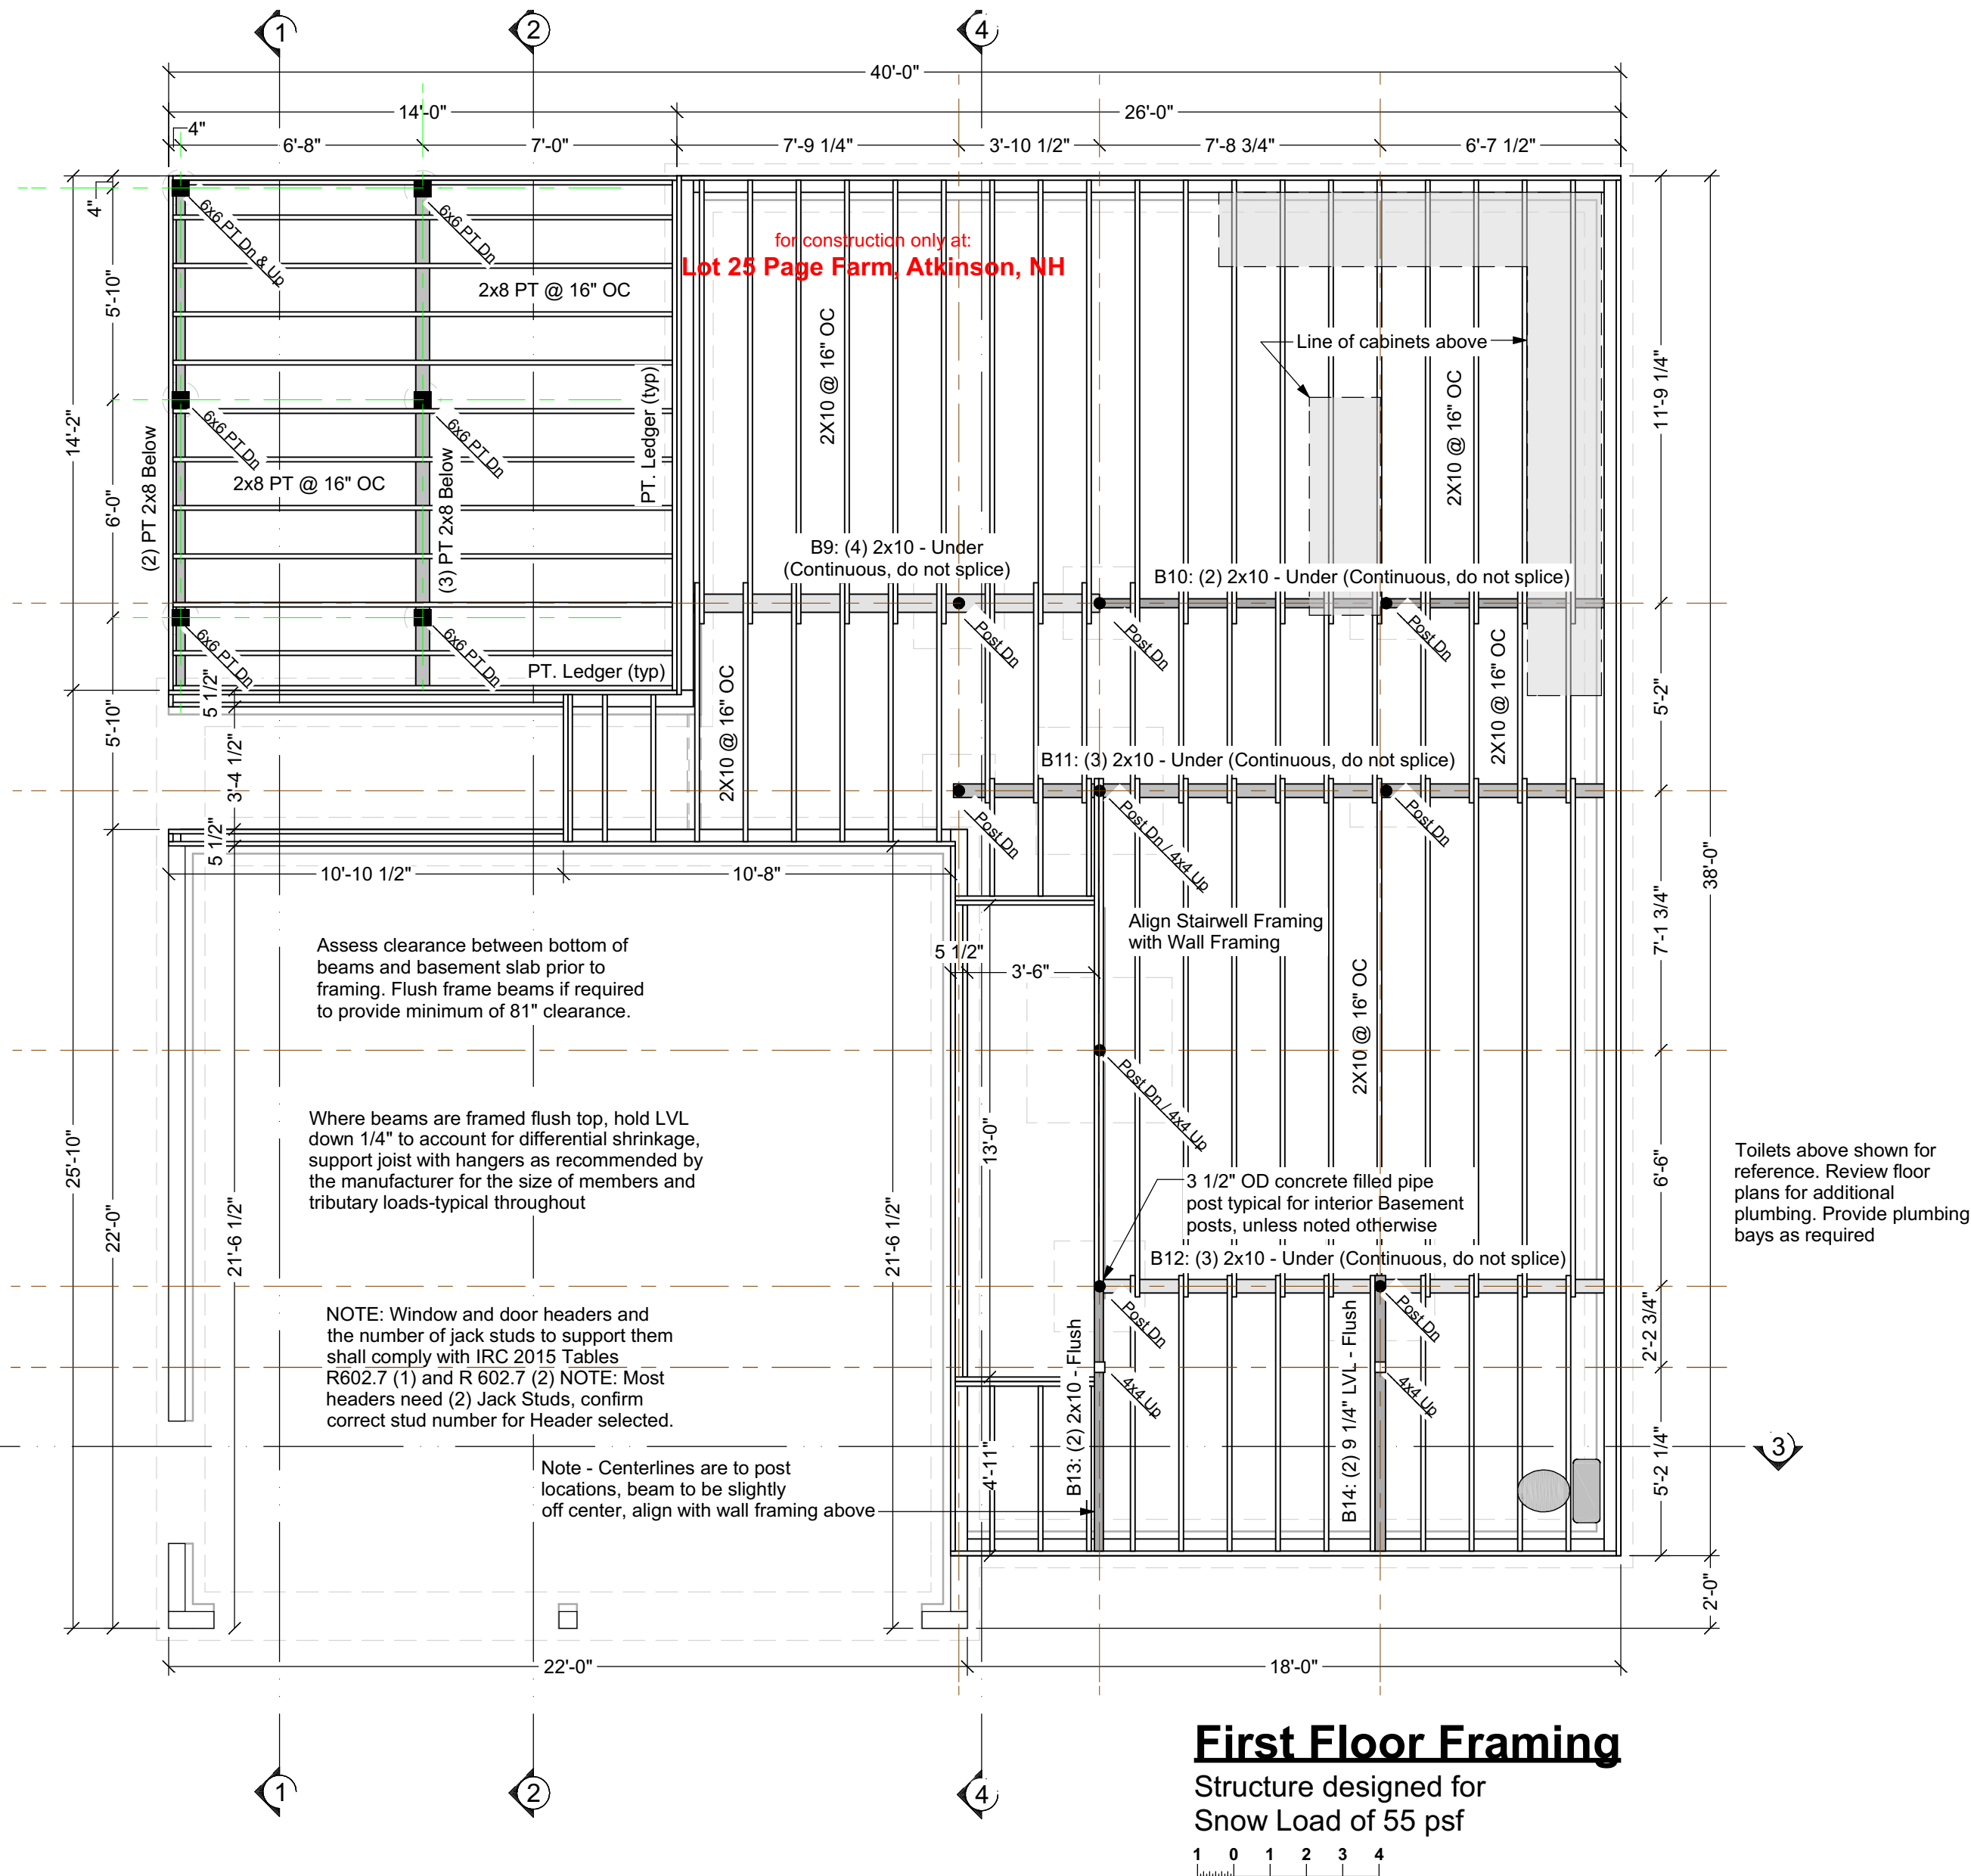 1
2
4
40'-0"
14'-0"
26'-0"
4"
6'-8"
7'-0"
7'-9 1/4"
3'-10 1/2"
7'-8 3/4"
6'-7 1/2"
4"
5'-10"
14'-2"
6'-0"
5'-10"
6x6 PT Dn & Up
6x6 PT Dn
2x8 PT @ 16" OC
6x6 PT Dn
6x6 PT Dn
2x8 PT @ 16" OC
(2) PT 2x8 Below
(3) PT 2x8 Below
PT. Ledger (typ)
6x6 PT Dn
6x6 PT Dn
PT. Ledger (typ)
for construction only at:
Lot 25 Page Farm, Atkinson, NH
2X10 @ 16" OC
Line of cabinets above
2X10 @ 16" OC
11'-9 1/4"
B9: (4) 2x10 - Under
(Continuous, do not splice)
B10: (2) 2x10 - Under (Continuous, do not splice)
Post Dn
Post Dn
Post Dn
2X10 @ 16" OC
2X10 @ 16" OC
5'-2"
5 1/2"
3'-4 1/2"
5 1/2"
B11: (3) 2x10 - Under (Continuous, do not splice)
Post Dn
Post Dn / 4x4 Up
Post Dn
38'-0"
10'-10 1/2"
10'-8"
Assess clearance between bottom of
beams and basement slab prior to
framing. Flush frame beams if required
to provide minimum of 81" clearance.
Align Stairwell Framing
with Wall Framing
5 1/2"
3'-6"
7'-1 3/4"
2X10 @ 16" OC
Post Dn / 4x4 Up
Where beams are framed flush top, hold LVL
down 1/4" to account for differential shrinkage,
support joist with hangers as recommended by
the manufacturer for the size of members and
tributary loads-typical throughout
25'-10"
22'-0"
21'-6 1/2"
21'-6 1/2"
13'-0"
6'-6"
3 1/2" OD concrete filled pipe
post typical for interior Basement
posts, unless noted otherwise
Toilets above shown for
reference. Review floor
plans for additional
plumbing. Provide plumbing
bays as required
B12: (3) 2x10 - Under (Continuous, do not splice)
Post Dn
Post Dn
2'-2 3/4"
NOTE: Window and door headers and
the number of jack studs to support them
shall comply with IRC 2015 Tables
R602.7 (1) and R 602.7 (2) NOTE: Most
headers need (2) Jack Studs, confirm
correct stud number for Header selected.
B13: (2) 2x10 - Flush
4x4 Up
B14: (2) 9 1/4" LVL - Flush
4x4 Up
3
Note - Centerlines are to post
locations, beam to be slightly
off center, align with wall framing above
4'-11"
5'-2 1/4"
2'-0"
22'-0"
18'-0"
1
2
4
First Floor Framing
Structure designed for
Snow Load of 55 psf
1 0 1 2 3 4